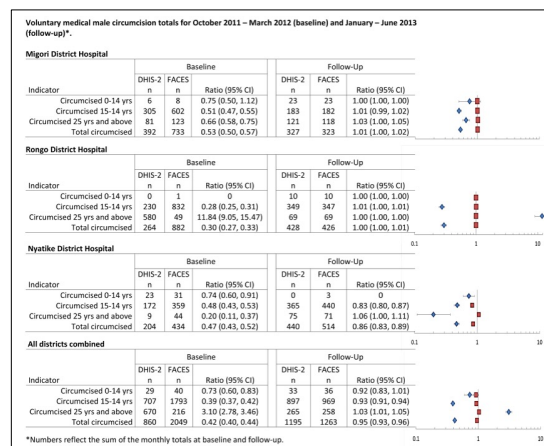 Voluntary medical male circumcision totals for October 2011 – March 2012 (baseline) and January – June 2013
(follow-up)*.
Migori District Hospital
Baseline Follow-Up
DHIS-2 FACES DHIS-2 FACES
Indicator n n Ratio (95% CI) n n Ratio (95% CI)
Circumcised 0-14 yrs 6 8 0.75 (0.50, 1.12) 23 23 1.00 (1.00, 1.00)
Circumcised 15-14 yrs 305 602 0.51 (0.47, 0.55) 183 182 1.01 (0.99, 1.02)
Circumcised 25 yrs and above 81 123 0.66 (0.58, 0.75) 121 118 1.03 (1.00, 1.05)
Total circumcised 392 733 0.53 (0.50, 0.57) 327 323 1.01 (1.00, 1.02)
Rongo District Hospital
Baseline Follow-Up
DHIS-2 FACES DHIS-2 FACES
Indicator n n Ratio (95% CI) n n Ratio (95% CI)
Circumcised 0-14 yrs 0 1 0 10 10 1.00 (1.00, 1.00)
Circumcised 15-14 yrs 230 832 0.28 (0.25, 0.31) 349 347 1.01 (1.00, 1.01)
Circumcised 25 yrs and above 580 49 11.84 (9.05, 15.47) 69 69 1.00 (1.00, 1.00)
Total circumcised 264 882 0.30 (0.27, 0.33) 428 426 1.00 (1.00, 1.01)
0.1 1 10
Nyatike District Hospital
Baseline Follow-Up
DHIS-2 FACES DHIS-2 FACES
Indicator n n Ratio (95% CI) n n Ratio (95% CI)
Circumcised 0-14 yrs 23 31 0.74 (0.60, 0.91) 0 3 0
Circumcised 15-14 yrs 172 359 0.48 (0.43, 0.53) 365 440 0.83 (0.80, 0.87)
Circumcised 25 yrs and above 9 44 0.20 (0.11, 0.37) 75 71 1.06 (1.00, 1.11)
Total circumcised 204 434 0.47 (0.43, 0.52) 440 514 0.86 (0.83, 0.89)
0.1 1 10
All districts combined
Baseline Follow-Up
DHIS-2 FACES DHIS-2 FACES
Indicator n n Ratio (95% CI) n n Ratio (95% CI)
Circumcised 0-14 yrs 29 40 0.73 (0.60, 0.83) 33 36 0.92 (0.83, 1.01)
Circumcised 15-14 yrs 707 1793 0.39 (0.37, 0.42) 897 969 0.93 (0.91, 0.94)
Circumcised 25 yrs and above 670 216 3.10 (2.78, 3.46) 265 258 1.03 (1.01, 1.05)
Total circumcised 860 2049 0.42 (0.40, 0.44) 1195 1263 0.95 (0.93, 0.96)
0.1 1 10
*Numbers reflect the sum of the monthly totals at baseline and follow-up.